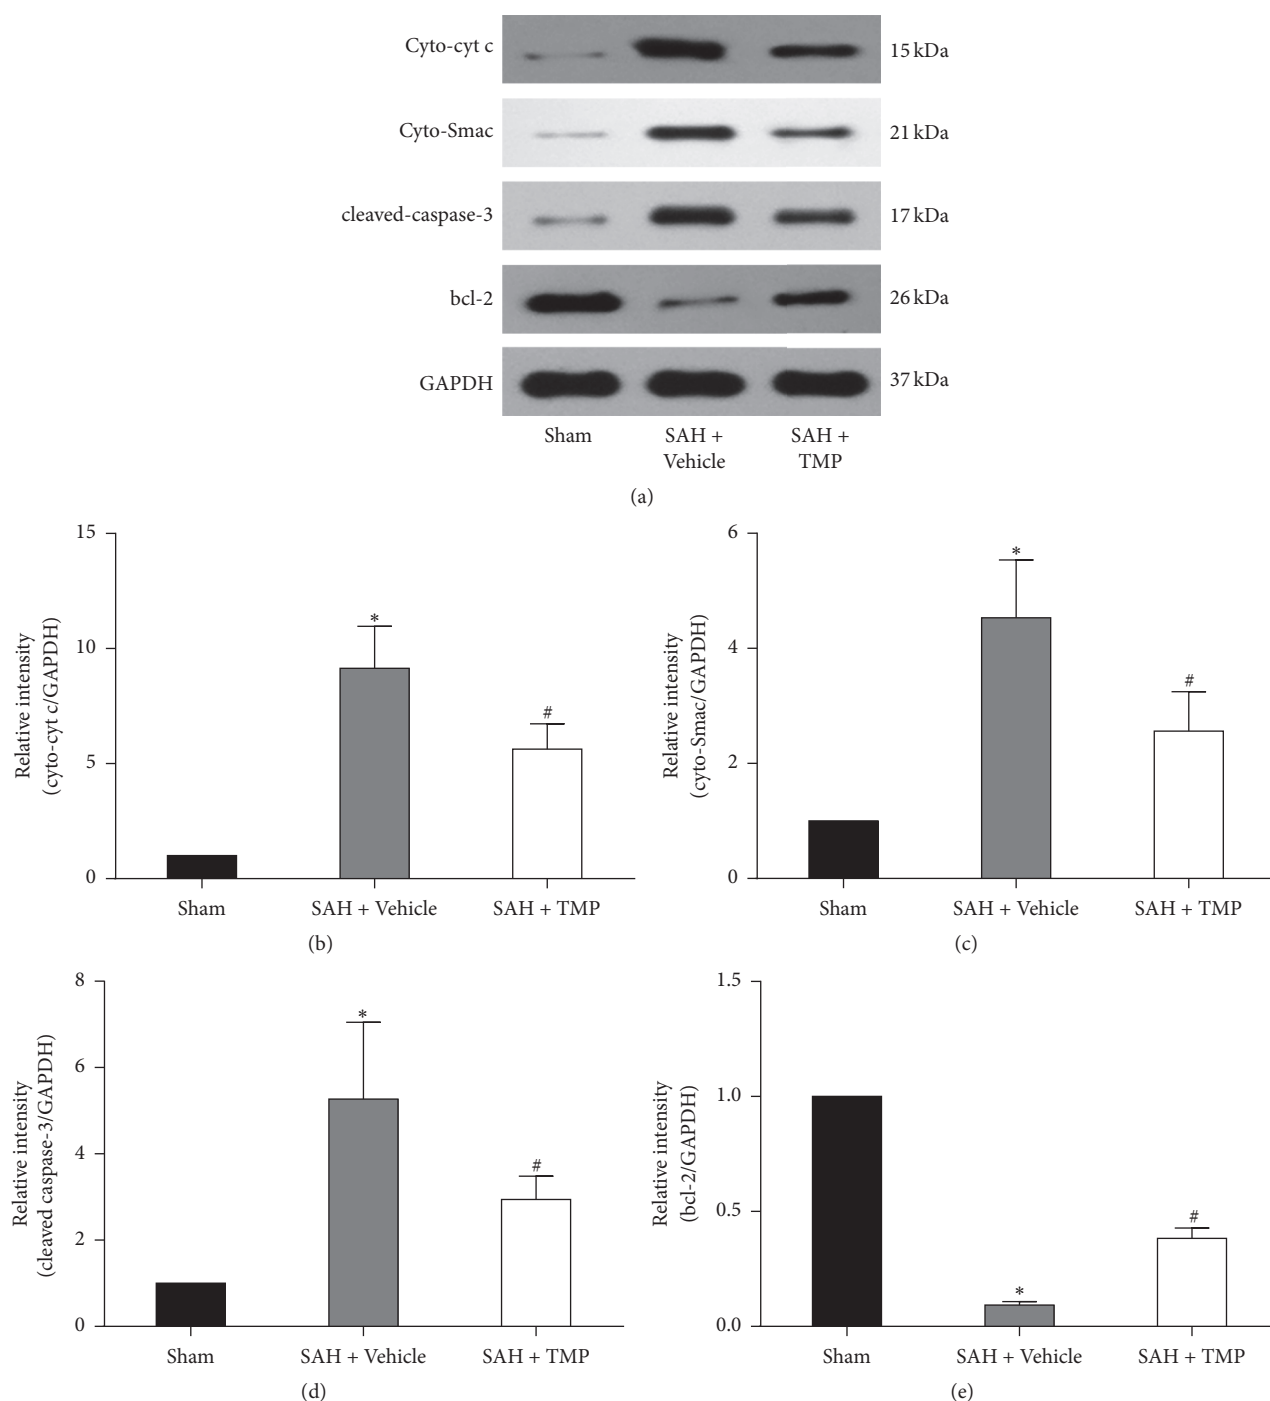 Cyto-cyt c 15 kDa
Cyto-Smac 21 kDa
cleaved-caspase-3 17 kDa
bcl-2 26 kDa
GAPDH 37 kDa
Sham SAH + SAH +
Vehicle TMP
(a)
Relative intensity
(cyto-cyt c/GAPDH)
15
10
5
0
*
#
Sham SAH + Vehicle SAH + TMP
(b)
Relative intensity
(cyto-Smac/GAPDH)
6
4
2
0
*
#
Sham SAH + Vehicle SAH + TMP
(c)
Relative intensity
(cleaved caspase-3/GAPDH)
8
6
4
2
0
*
#
Sham SAH + Vehicle SAH + TMP
(d)
Relative intensity
(bcl-2/GAPDH)
1.5
1.0
0.5
0.0
*
#
Sham SAH + Vehicle SAH + TMP
(e)